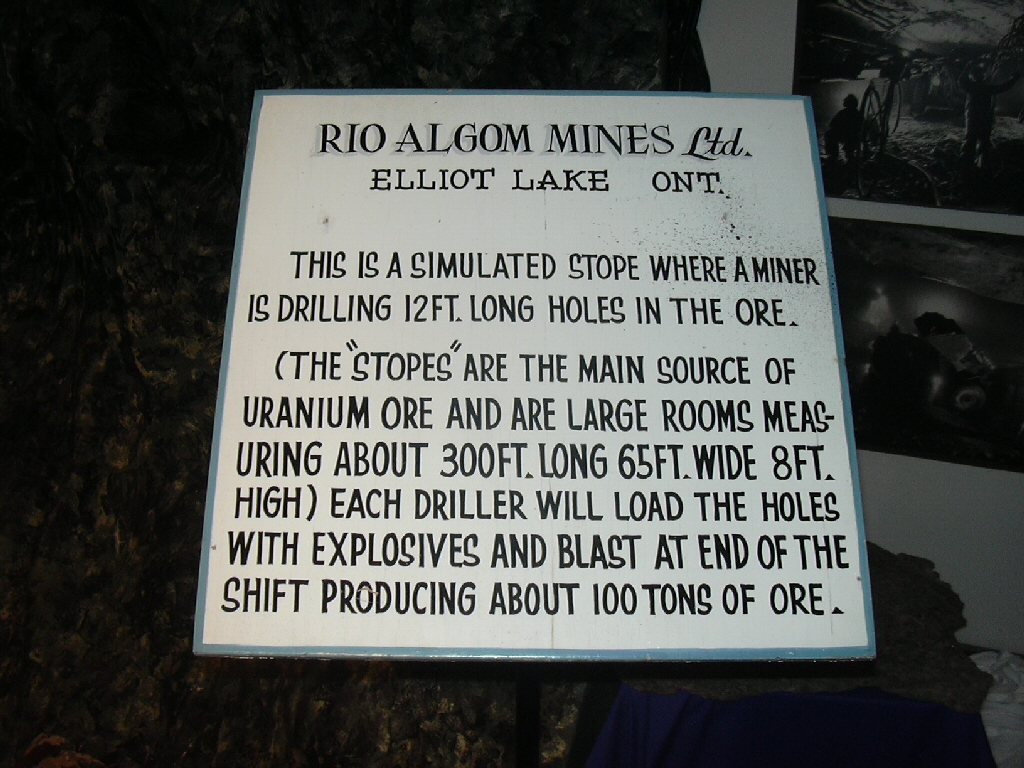 RIO ALGOM MINES Ltd.
ELLIOT LAKE ONT.
THIS IS A SIMULATED STOPE WHERE A MINER
IS DRILLING 12FT. LONG HOLES IN THE ORE.
(THE "STOPES" ARE THE MAIN SOURCE OF
URANIUM ORE AND ARE LARGE ROOMS MEAS-
URING ABOUT 300FT. LONG 65FT. WIDE 8FT.
HIGH) EACH DRILLER WILL LOAD THE HOLES
WITH EXPLOSIVES AND BLAST AT END OF THE
SHIFT PRODUCING ABOUT 100 TONS OF ORE.